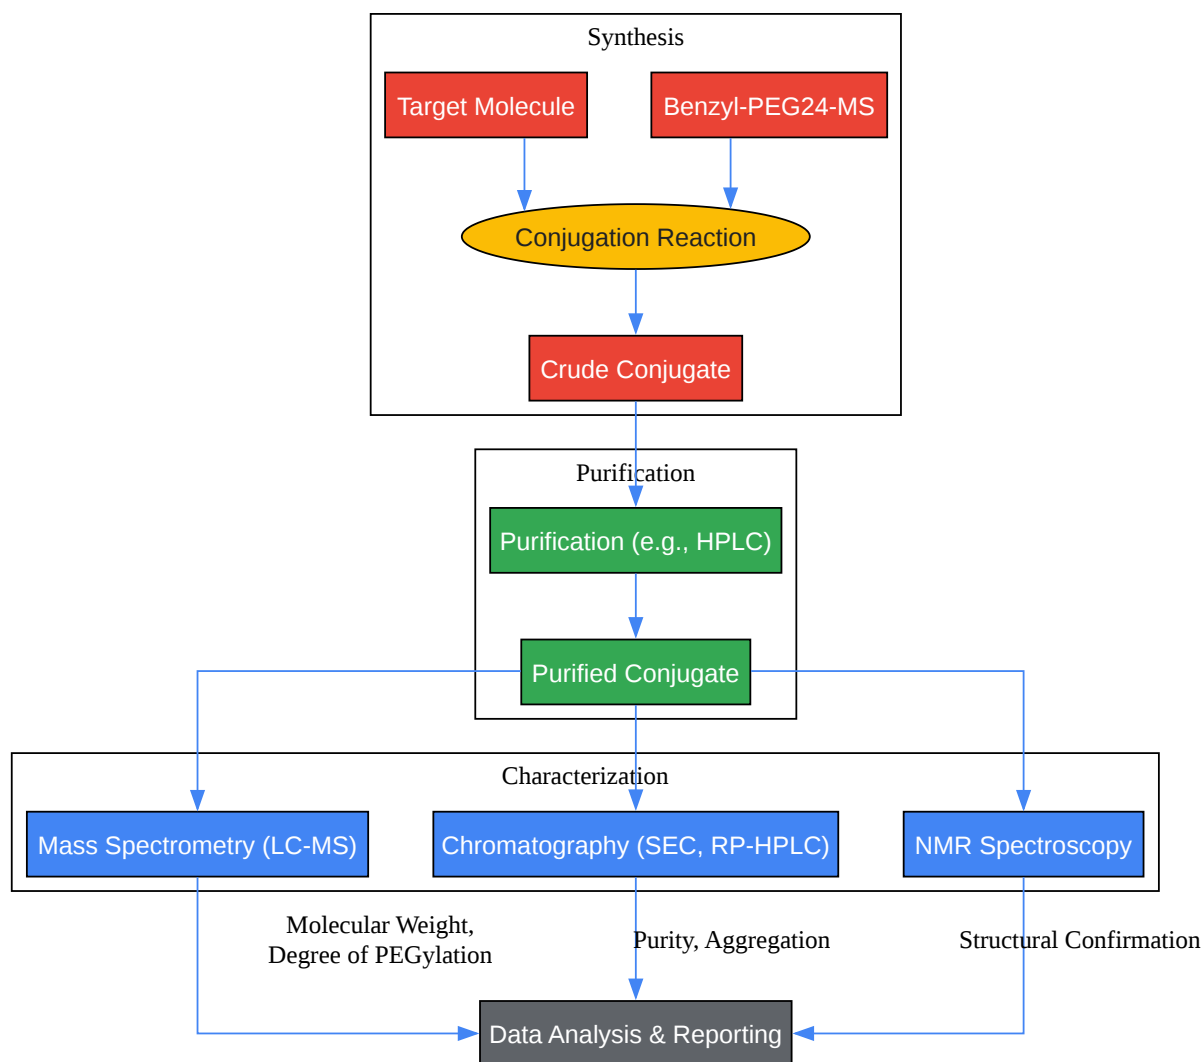 Synthesis
Target Molecule
Benzyl-PEG24-MS
Conjugation Reaction
Crude Conjugate
Purification
Purification (e.g., HPLC)
Purified Conjugate
Characterization
Mass Spectrometry (LC-MS)
Chromatography (SEC, RP-HPLC)
NMR Spectroscopy
Molecular Weight,
Degree of PEGylation
Purity, Aggregation
Structural Confirmation
Data Analysis & Reporting